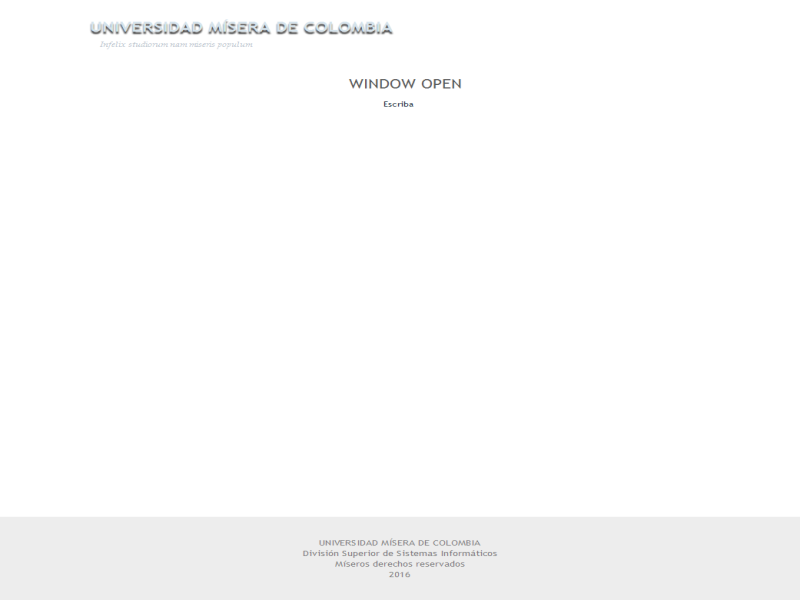 UNIVERSIDAD MÍSERA DE COLOMBIA
Infelix studiorum nam miseris populum
WINDOW OPEN
Escriba
UNIVERSIDAD MÍSERA DE COLOMBIA
División Superior de Sistemas Informáticos
Míseros derechos reservados
2016